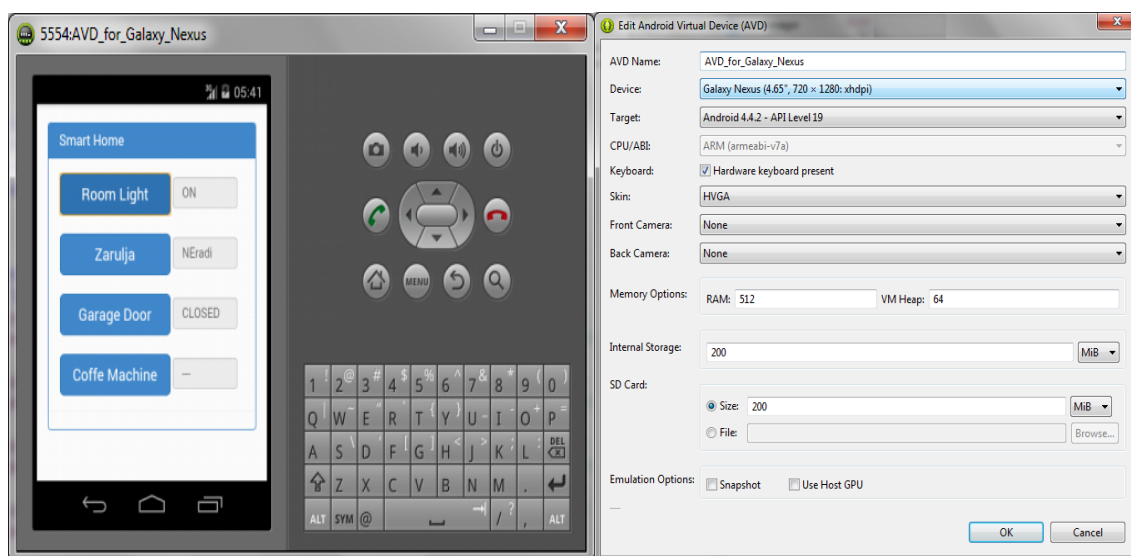 5554:AVD_for_Galaxy_Nexus
3G 05:41
Smart Home
Room Light ON
Zarulja NEradi
Garage Door CLOSED
Coffe Machine ---
MENU
1 ! 2 @ 3 # 4 $ 5 % 6 ^ 7 & 8 * 9 ( 0 )
Q | W ~ E " R ` T { Y } U _ I - O + P =
A S \ D ' F [ G ] H < J > K ; L : DEL
Z X C V B N M .
ALT SYM @ / ? , ALT
Edit Android Virtual Device (AVD)
AVD Name: AVD_for_Galaxy_Nexus
Device: Galaxy Nexus (4.65", 720 × 1280: xhdpi)
Target: Android 4.4.2 - API Level 19
CPU/ABI: ARM (armeabi-v7a)
Keyboard: Hardware keyboard present
Skin: HVGA
Front Camera: None
Back Camera: None
Memory Options: RAM: 512 VM Heap: 64
Internal Storage: 200 MiB
SD Card:
Size: 200 MiB
File: Browse...
Emulation Options: Snapshot Use Host GPU
OK Cancel